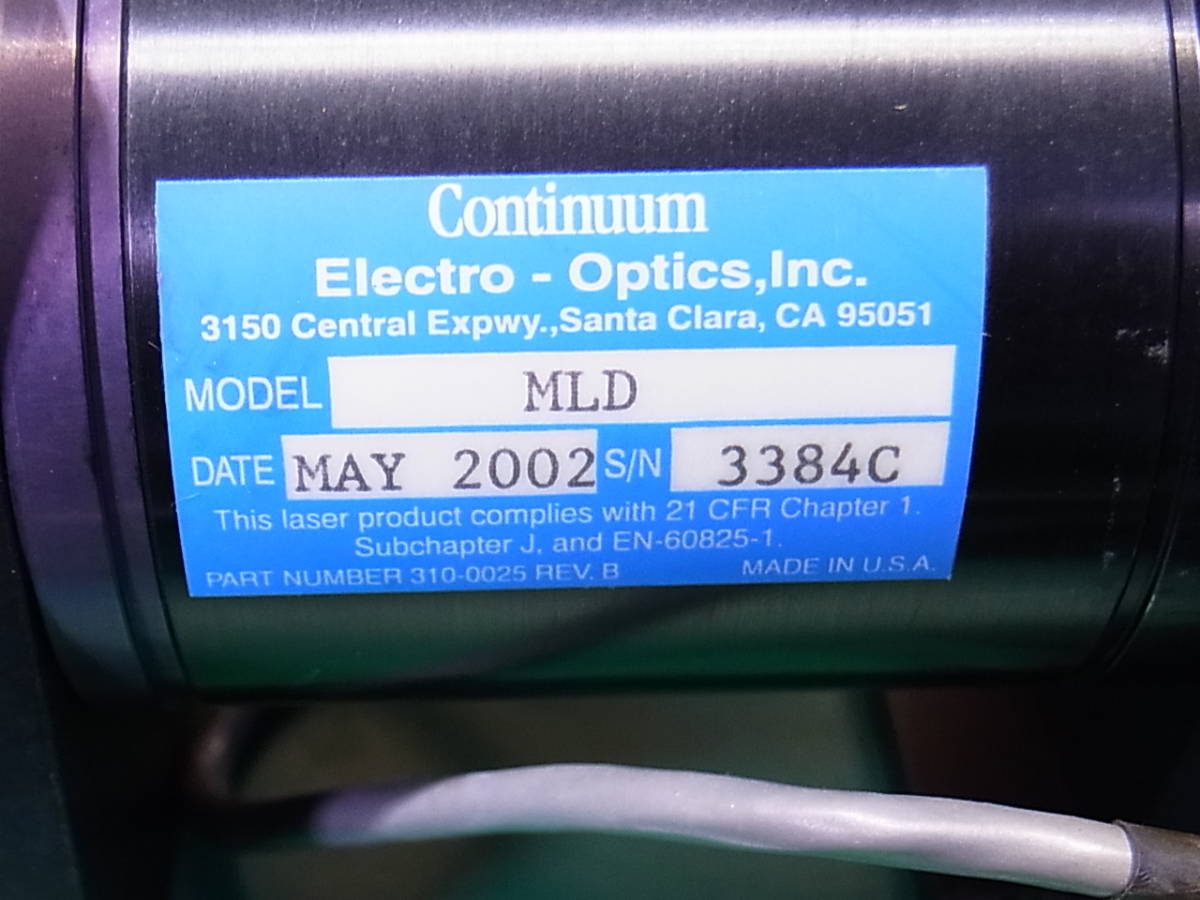 Continuum
Electro - Optics,Inc.
3150 Central Expwy.,Santa Clara, CA 95051
MODEL MLD
DATE MAY 2002 S/N 3384C
This laser product complies with 21 CFR Chapter 1.
Subchapter J, and EN-60825-1.
PART NUMBER 310-0025 REV. B MADE IN U.S.A.